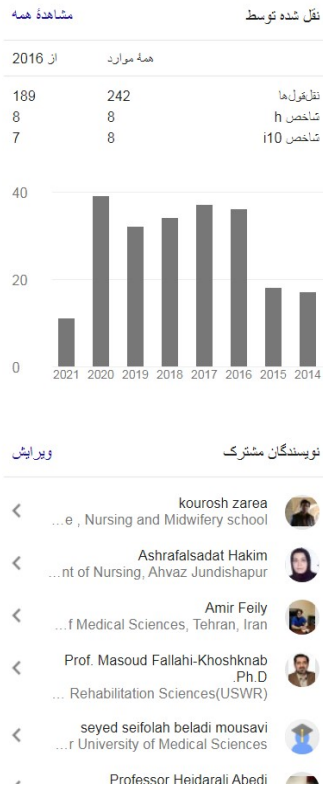 نقل شده توسط مشاهدهٔ همه
همهٔ موارد از 2016
نقل‌قول‌ها 242 189
شاخص h 8 8
شاخص i10 8 7
40
20
0
2021 2020 2019 2018 2017 2016 2015 2014
نویسندگان مشترک ویرایش
kourosh zarea
...e , Nursing and Midwifery school
Ashrafalsadat Hakim
...nt of Nursing, Ahvaz Jundishapur
Amir Feily
...f Medical Sciences, Tehran, Iran
Prof. Masoud Fallahi-Khoshknab
.Ph.D
... Rehabilitation Sciences(USWR)
seyed seifolah beladi mousavi
...r University of Medical Sciences
Professor Heidarali Abedi